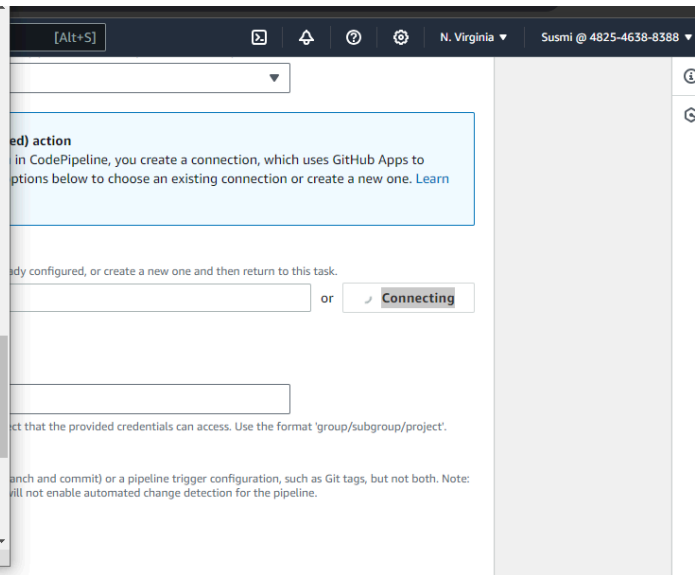 [Alt+S]
N. Virginia ▼
Susmi @ 4825-4638-8388 ▼
ed) action
in CodePipeline, you create a connection, which uses GitHub Apps to
ptions below to choose an existing connection or create a new one. Learn
ady configured, or create a new one and then return to this task.
or
Connecting
ct that the provided credentials can access. Use the format 'group/subgroup/project'.
anch and commit) or a pipeline trigger configuration, such as Git tags, but not both. Note:
will not enable automated change detection for the pipeline.